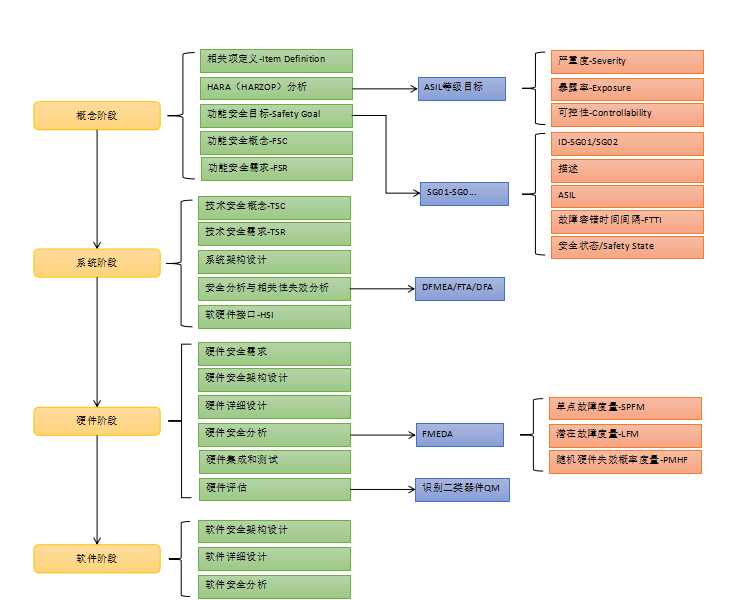 概念阶段
相关项定义-Item Definition
HARA（HARZOP）分析
功能安全目标-Safety Goal
功能安全概念-FSC
功能安全需求-FSR
ASIL等级目标
严重度-Severity
暴露率-Exposure
可控性-Controllability
SG01-SG0...
ID-SG01/SG02
描述
ASIL
故障容错时间间隔-FTTI
安全状态/Safety State
系统阶段
技术安全概念-TSC
技术安全需求-TSR
系统架构设计
安全分析与相关性失效分析
软硬件接口-HSI
DFMEA/FTA/DFA
硬件阶段
硬件安全需求
硬件安全架构设计
硬件详细设计
硬件安全分析
硬件集成和测试
硬件评估
FMEDA
单点故障度量-SPFM
潜在故障度量-LFM
随机硬件失效概率度量-PMHF
识别二类器件QM
软件阶段
软件安全架构设计
软件详细设计
软件安全分析